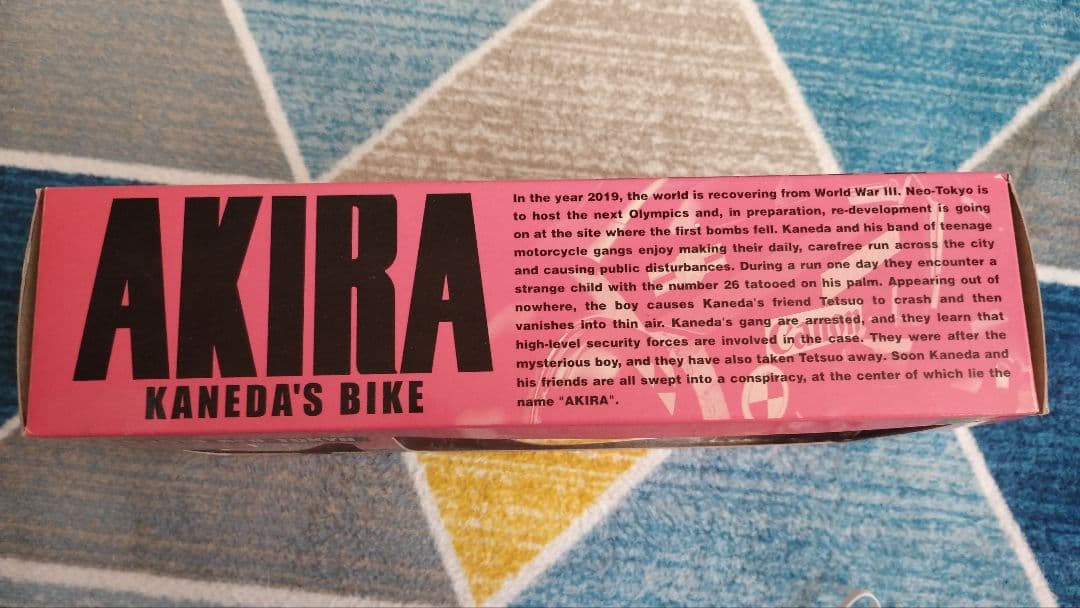 AKIRA
KANEDA'S BIKE
In the year 2019, the world is recovering from World War III. Neo-Tokyo is
to host the next Olympics and, in preparation, re-development is going
on at the site where the first bombs fell. Kaneda and his band of teenage
motorcycle gangs enjoy making their daily, carefree run across the city
and causing public disturbances. During a run one day they encounter a
strange child with the number 26 tatooed on his palm. Appearing out of
nowhere, the boy causes Kaneda's friend Tetsuo to crash and then
vanishes into thin air. Kaneda's gang are arrested, and they learn that
high-level security forces are involved in the case. They were after the
mysterious boy, and they have also taken Tetsuo away. Soon Kaneda and
his friends are all swept into a conspiracy, at the center of which lie the
name "AKIRA".